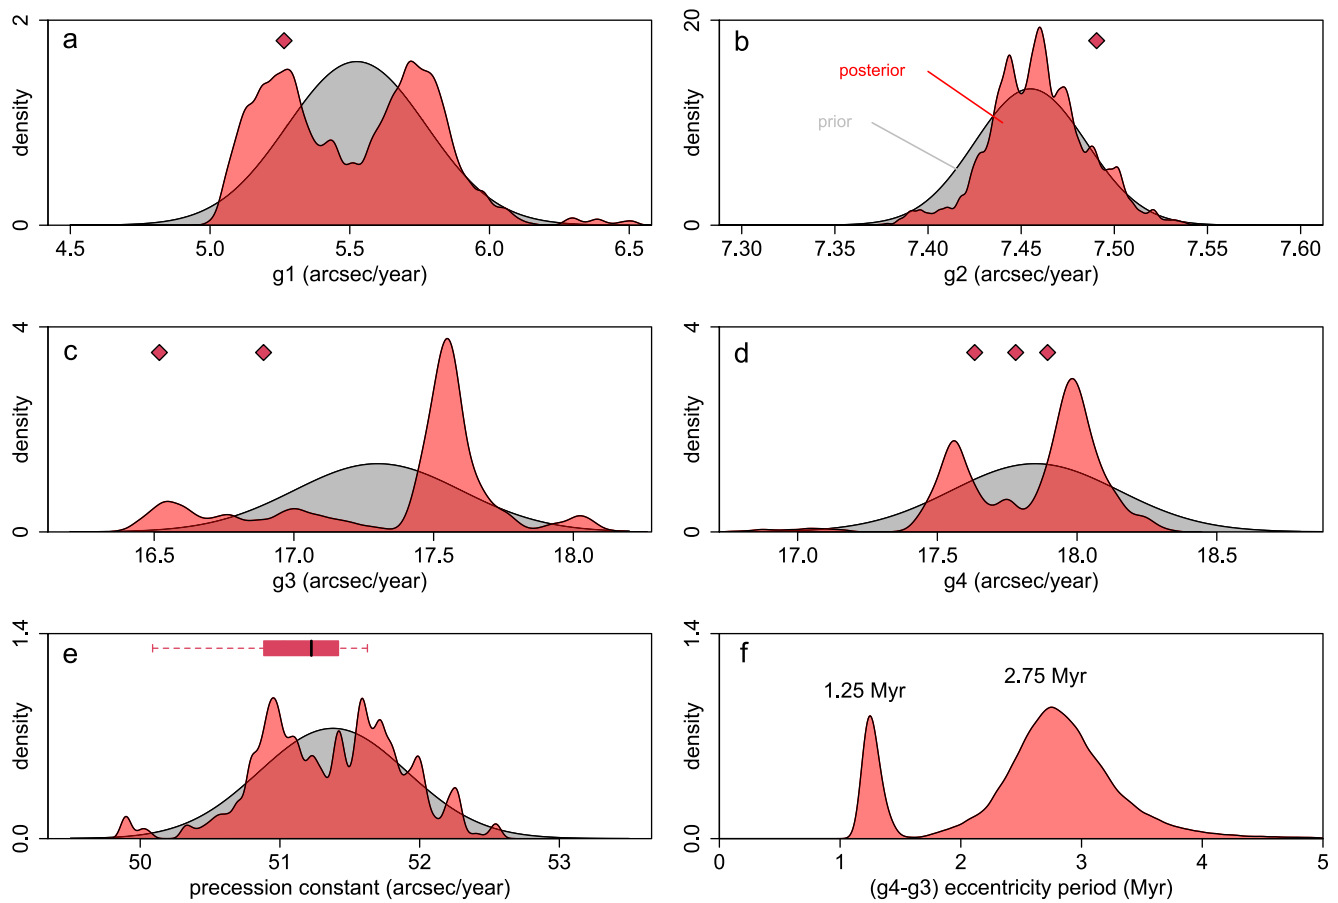 a
2
0
density
4.5 5.0 5.5 6.0 6.5
g1 (arcsec/year)
b
20
0
density
posterior
prior
7.30 7.35 7.40 7.45 7.50 7.55 7.60
g2 (arcsec/year)
c
4
0
density
16.5 17.0 17.5 18.0
g3 (arcsec/year)
d
4
0
density
17.0 17.5 18.0 18.5
g4 (arcsec/year)
e
1.4
0.0
density
50 51 52 53
precession constant (arcsec/year)
f
1.4
0.0
density
1.25 Myr
2.75 Myr
0 1 2 3 4 5
(g4-g3) eccentricity period (Myr)